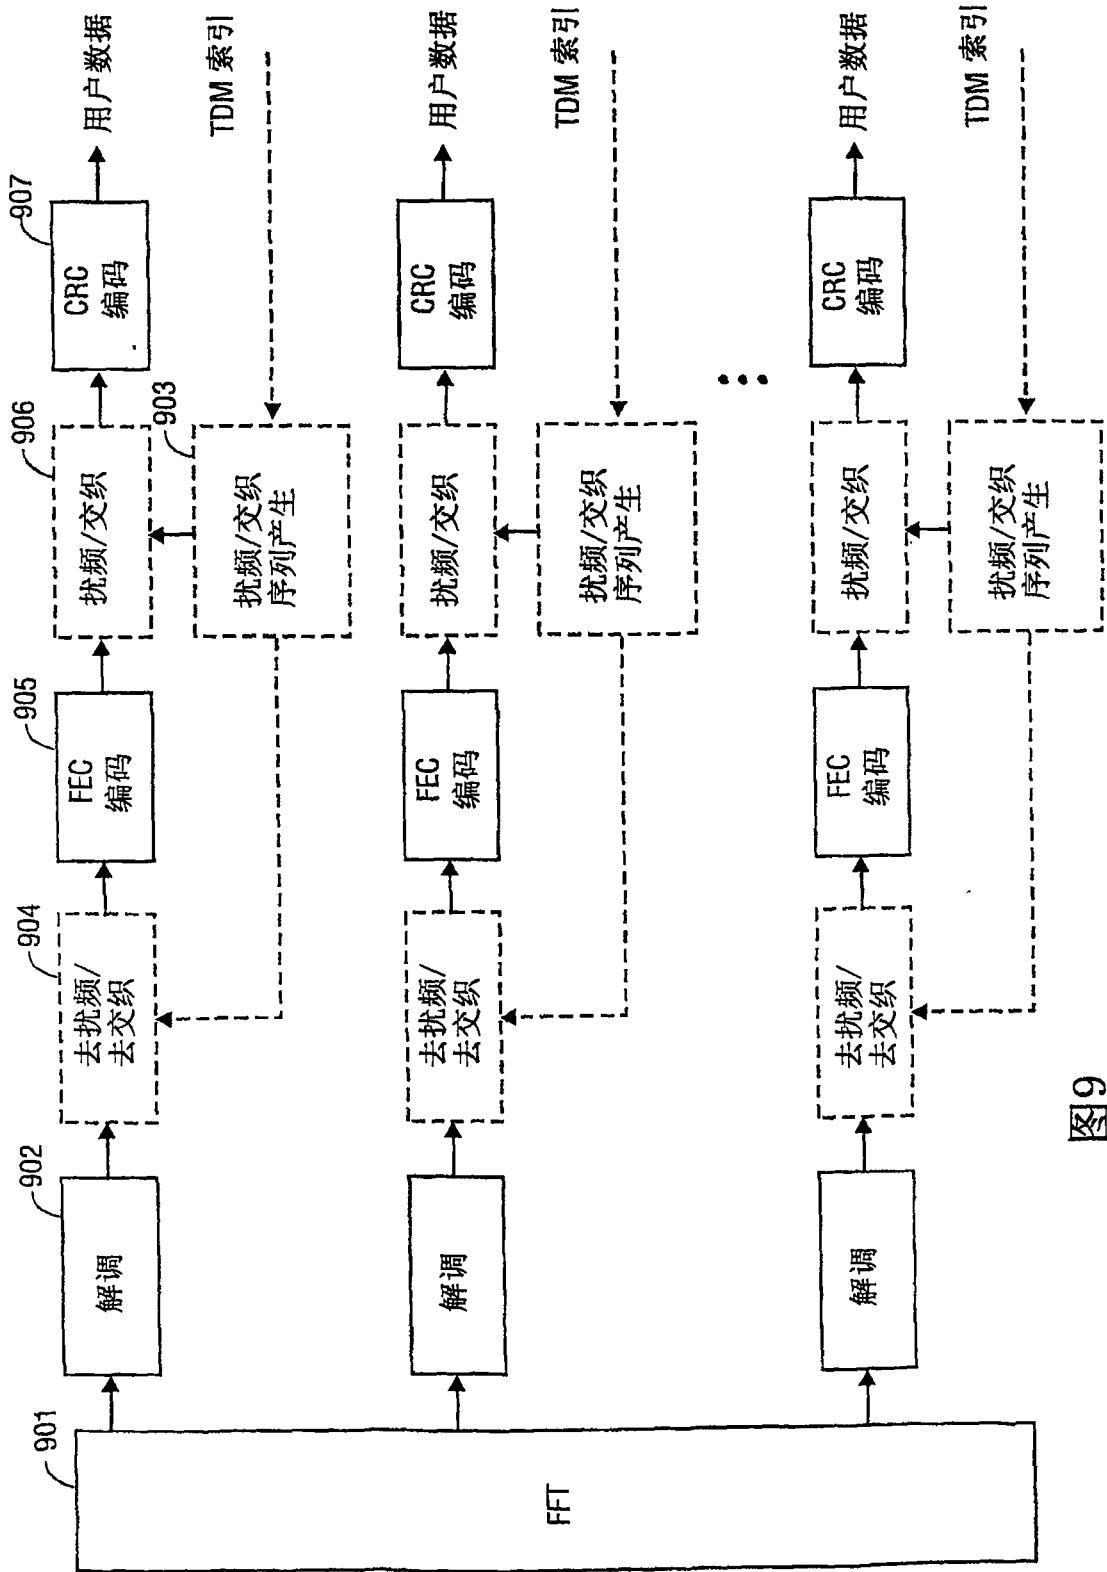 901
FFT
902
解调
904
去扰频/
去交织
905
FEC
编码
906
扰频/交织
907
CRC
编码
用户数据
903
扰频/交织
序列产生
TDM 索引
解调
去扰频/
去交织
FEC
编码
扰频/交织
CRC
编码
用户数据
扰频/交织
序列产生
TDM 索引
解调
去扰频/
去交织
FEC
编码
扰频/交织
CRC
编码
用户数据
扰频/交织
序列产生
TDM 索引
图9